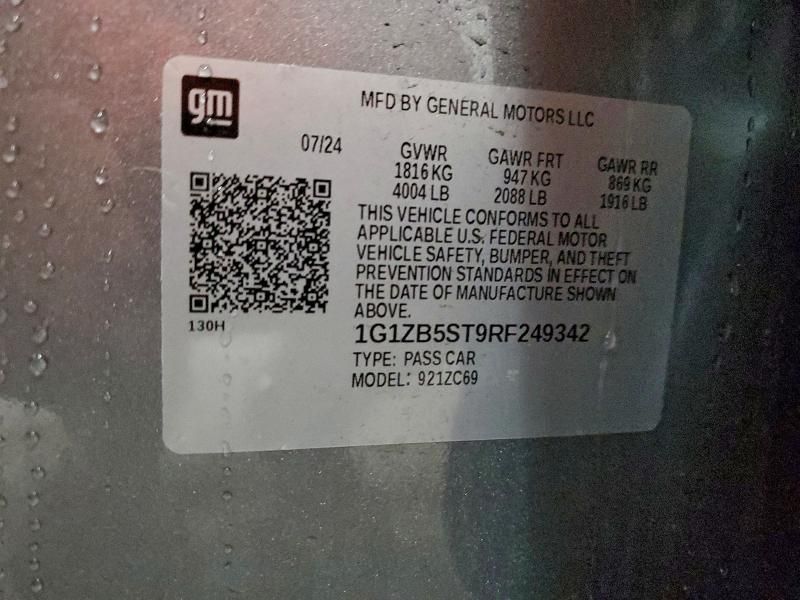 gm
MFD BY GENERAL MOTORS LLC
07/24
GVWR GAWR FRT GAWR RR
1816 KG 947 KG 869 KG
4004 LB 2088 LB 1916 LB
THIS VEHICLE CONFORMS TO ALL
APPLICABLE U.S. FEDERAL MOTOR
VEHICLE SAFETY, BUMPER, AND THEFT
PREVENTION STANDARDS IN EFFECT ON
THE DATE OF MANUFACTURE SHOWN
ABOVE.
130H
1G1ZB5ST9RF249342
TYPE: PASS CAR
MODEL: 921ZC69